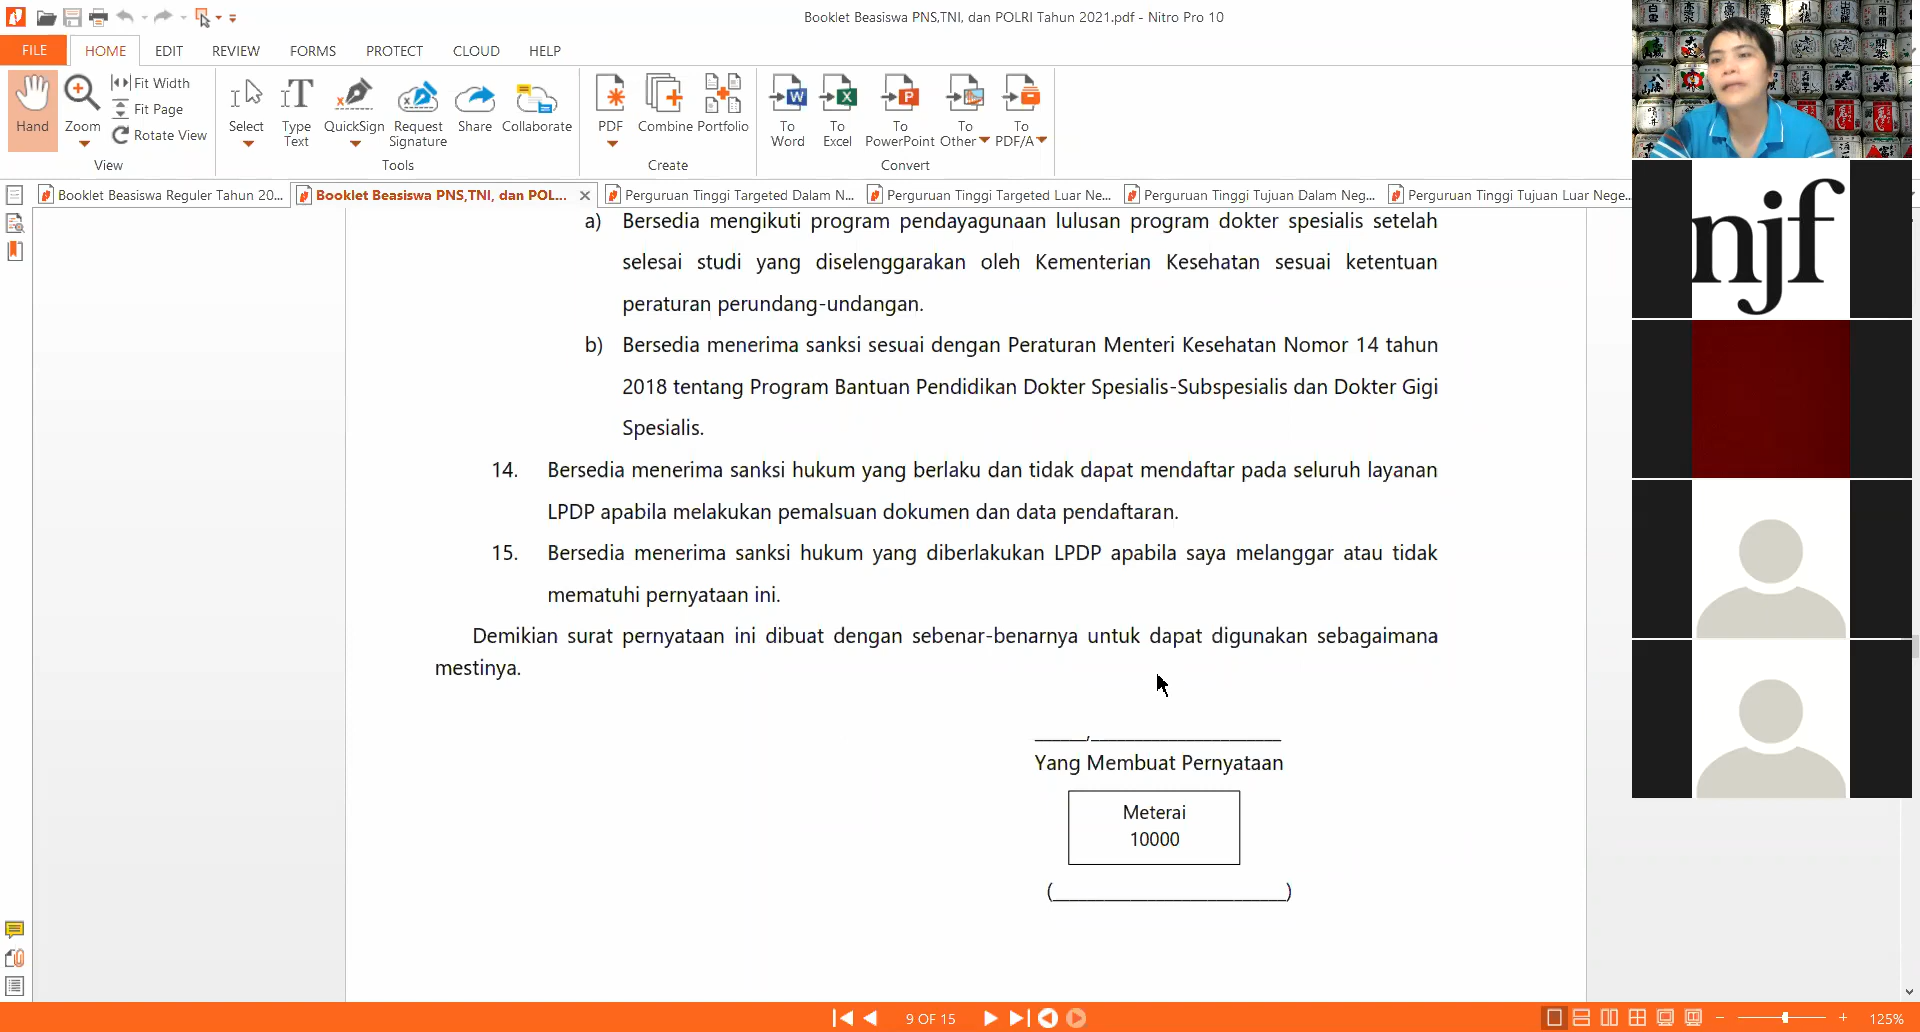 Booklet Beasiswa PNS,TNI, dan POLRI Tahun 2021.pdf - Nitro Pro 10
FILE HOME EDIT REVIEW FORMS PROTECT CLOUD HELP
Hand
Zoom
Fit Width
Fit Page
Rotate View
View
Select
Type Text
QuickSign
Request Signature
Share
Collaborate
Tools
PDF
Combine
Portfolio
Create
To Word
To Excel
To PowerPoint
To Other
To PDF/A
Convert
Booklet Beasiswa Reguler Tahun 20...
Booklet Beasiswa PNS,TNI, dan POL...
Perguruan Tinggi Targeted Dalam N...
Perguruan Tinggi Targeted Luar Ne...
Perguruan Tinggi Tujuan Dalam Neg...
Perguruan Tinggi Tujuan Luar Nege...
a) Bersedia mengikuti program pendayagunaan lulusan program dokter spesialis setelah
selesai studi yang diselenggarakan oleh Kementerian Kesehatan sesuai ketentuan
peraturan perundang-undangan.
b) Bersedia menerima sanksi sesuai dengan Peraturan Menteri Kesehatan Nomor 14 tahun
2018 tentang Program Bantuan Pendidikan Dokter Spesialis-Subspesialis dan Dokter Gigi
Spesialis.
14. Bersedia menerima sanksi hukum yang berlaku dan tidak dapat mendaftar pada seluruh layanan
LPDP apabila melakukan pemalsuan dokumen dan data pendaftaran.
15. Bersedia menerima sanksi hukum yang diberlakukan LPDP apabila saya melanggar atau tidak
mematuhi pernyataan ini.
Demikian surat pernyataan ini dibuat dengan sebenar-benarnya untuk dapat digunakan sebagaimana
mestinya.
______,______________________
Yang Membuat Pernyataan
Meterai
10000
(___________________________)
njf
9 OF 15
125%